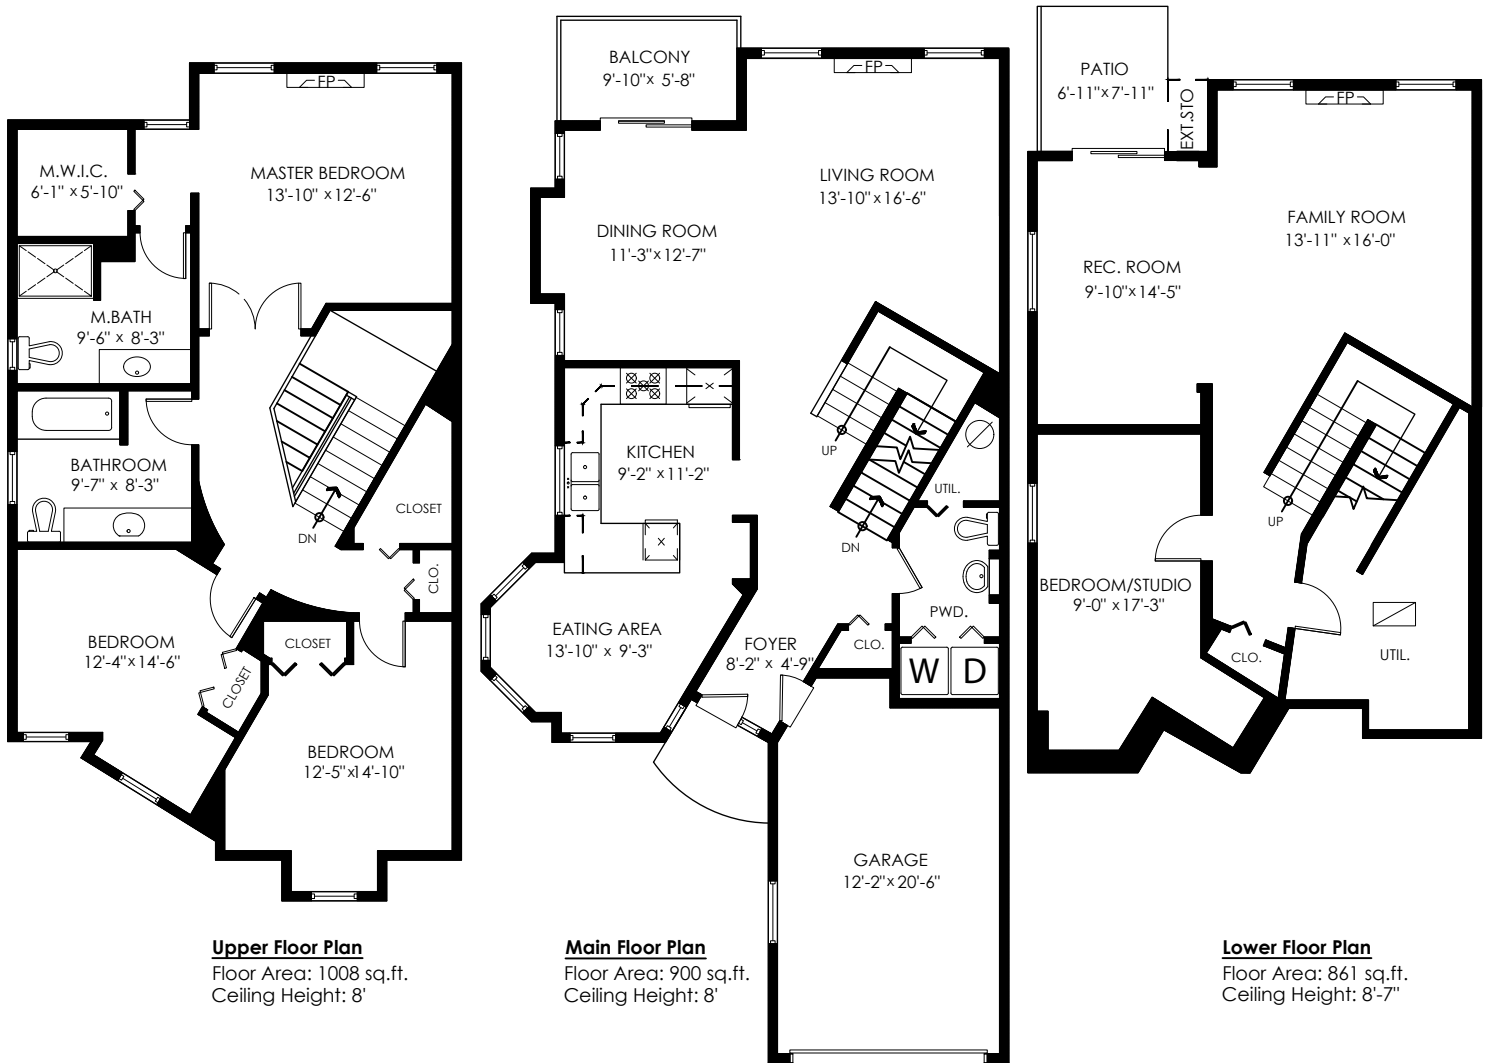 FP
M.W.I.C.
6'-1" x 5'-10"
MASTER BEDROOM
13'-10" x 12'-6"
M.BATH
9'-6" x 8'-3"
BATHROOM
9'-7" x 8'-3"
CLOSET
DN
CLO.
BEDROOM
12'-4" x 14'-6"
CLOSET
CLOSET
BEDROOM
12'-5" x 14'-10"
Upper Floor Plan
Floor Area: 1008 sq.ft.
Ceiling Height: 8'
BALCONY
9'-10" x 5'-8"
FP
LIVING ROOM
13'-10" x 16'-6"
DINING ROOM
11'-3" x 12'-7"
X
KITCHEN
9'-2" x 11'-2"
UP
UTIL.
X
DN
PWD.
EATING AREA
13'-10" x 9'-3"
FOYER
8'-2" x 4'-9"
CLO.
W D
GARAGE
12'-2" x 20'-6"
Main Floor Plan
Floor Area: 900 sq.ft.
Ceiling Height: 8'
PATIO
6'-11" x 7'-11"
EXT.STO
FP
FAMILY ROOM
13'-11" x 16'-0"
REC. ROOM
9'-10" x 14'-5"
UP
BEDROOM/STUDIO
9'-0" x 17'-3"
CLO.
UTIL.
Lower Floor Plan
Floor Area: 861 sq.ft.
Ceiling Height: 8'-7"